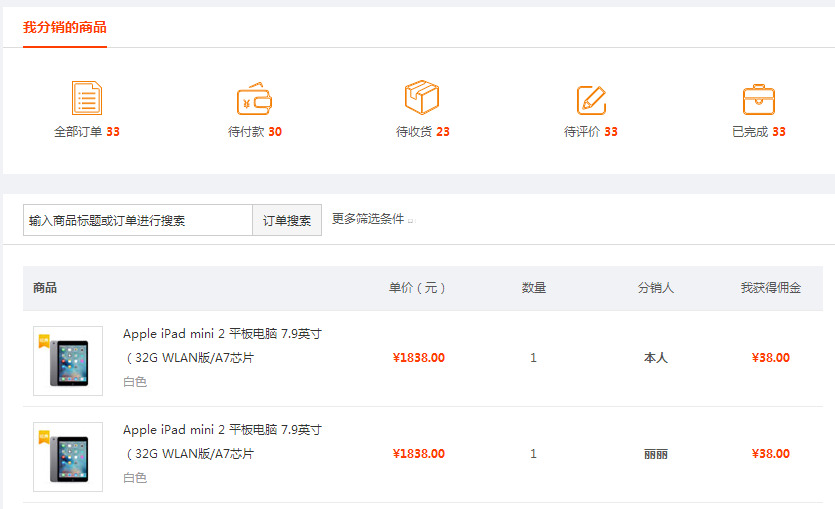 我分销的商品
全部订单 33 待付款 30 待收货 23 待评价 33 已完成 33
输入商品标题或订单进行搜素 订单搜素 更多筛选条件
商品 单价（元） 数量 分销人 我获得佣金
Apple iPad mini 2 平板电脑 7.9英寸
（32G WLAN版/A7芯片 ¥1838.00 1 本人 ¥38.00
白色
Apple iPad mini 2 平板电脑 7.9英寸
（32G WLAN版/A7芯片 ¥1838.00 1 丽丽 ¥38.00
白色